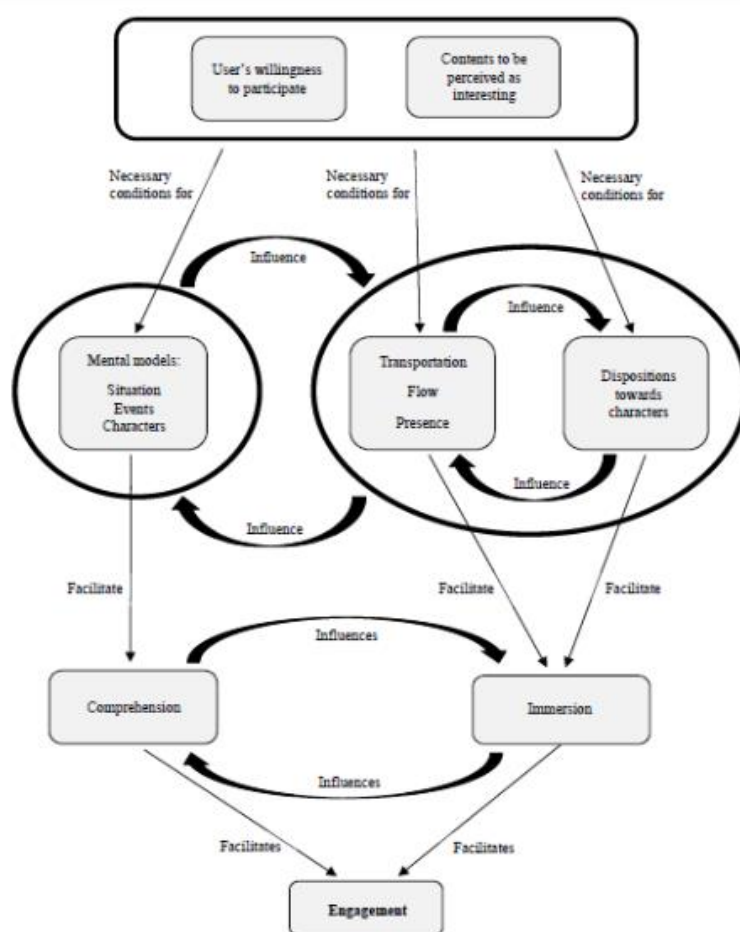 User's willingness
to participate
Contents to be
perceived as
interesting
Necessary
conditions for
Necessary
conditions for
Necessary
conditions for
Influence
Influence
Mental models:
Situation
Events
Characters
Transportation
Flow
Presence
Dispositions
towards
characters
Influence
Influence
Facilitate
Facilitate
Influences
Comprehension
Immersion
Influences
Facilitates
Facilitates
Engagement